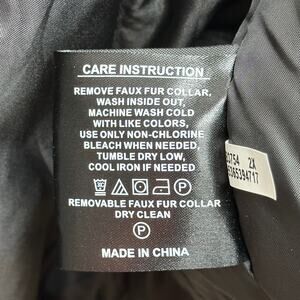 CARE INSTRUCTION
REMOVE FAUX FUR COLLAR,
WASH INSIDE OUT,
MACHINE WASH COLD
WITH LIKE COLORS,
USE ONLY NON-CHLORINE
BLEACH WHEN NEEDED,
TUMBLE DRY LOW,
COOL IRON IF NEEDED
REMOVABLE FAUX FUR COLLAR
DRY CLEAN
P
MADE IN CHINA
2X